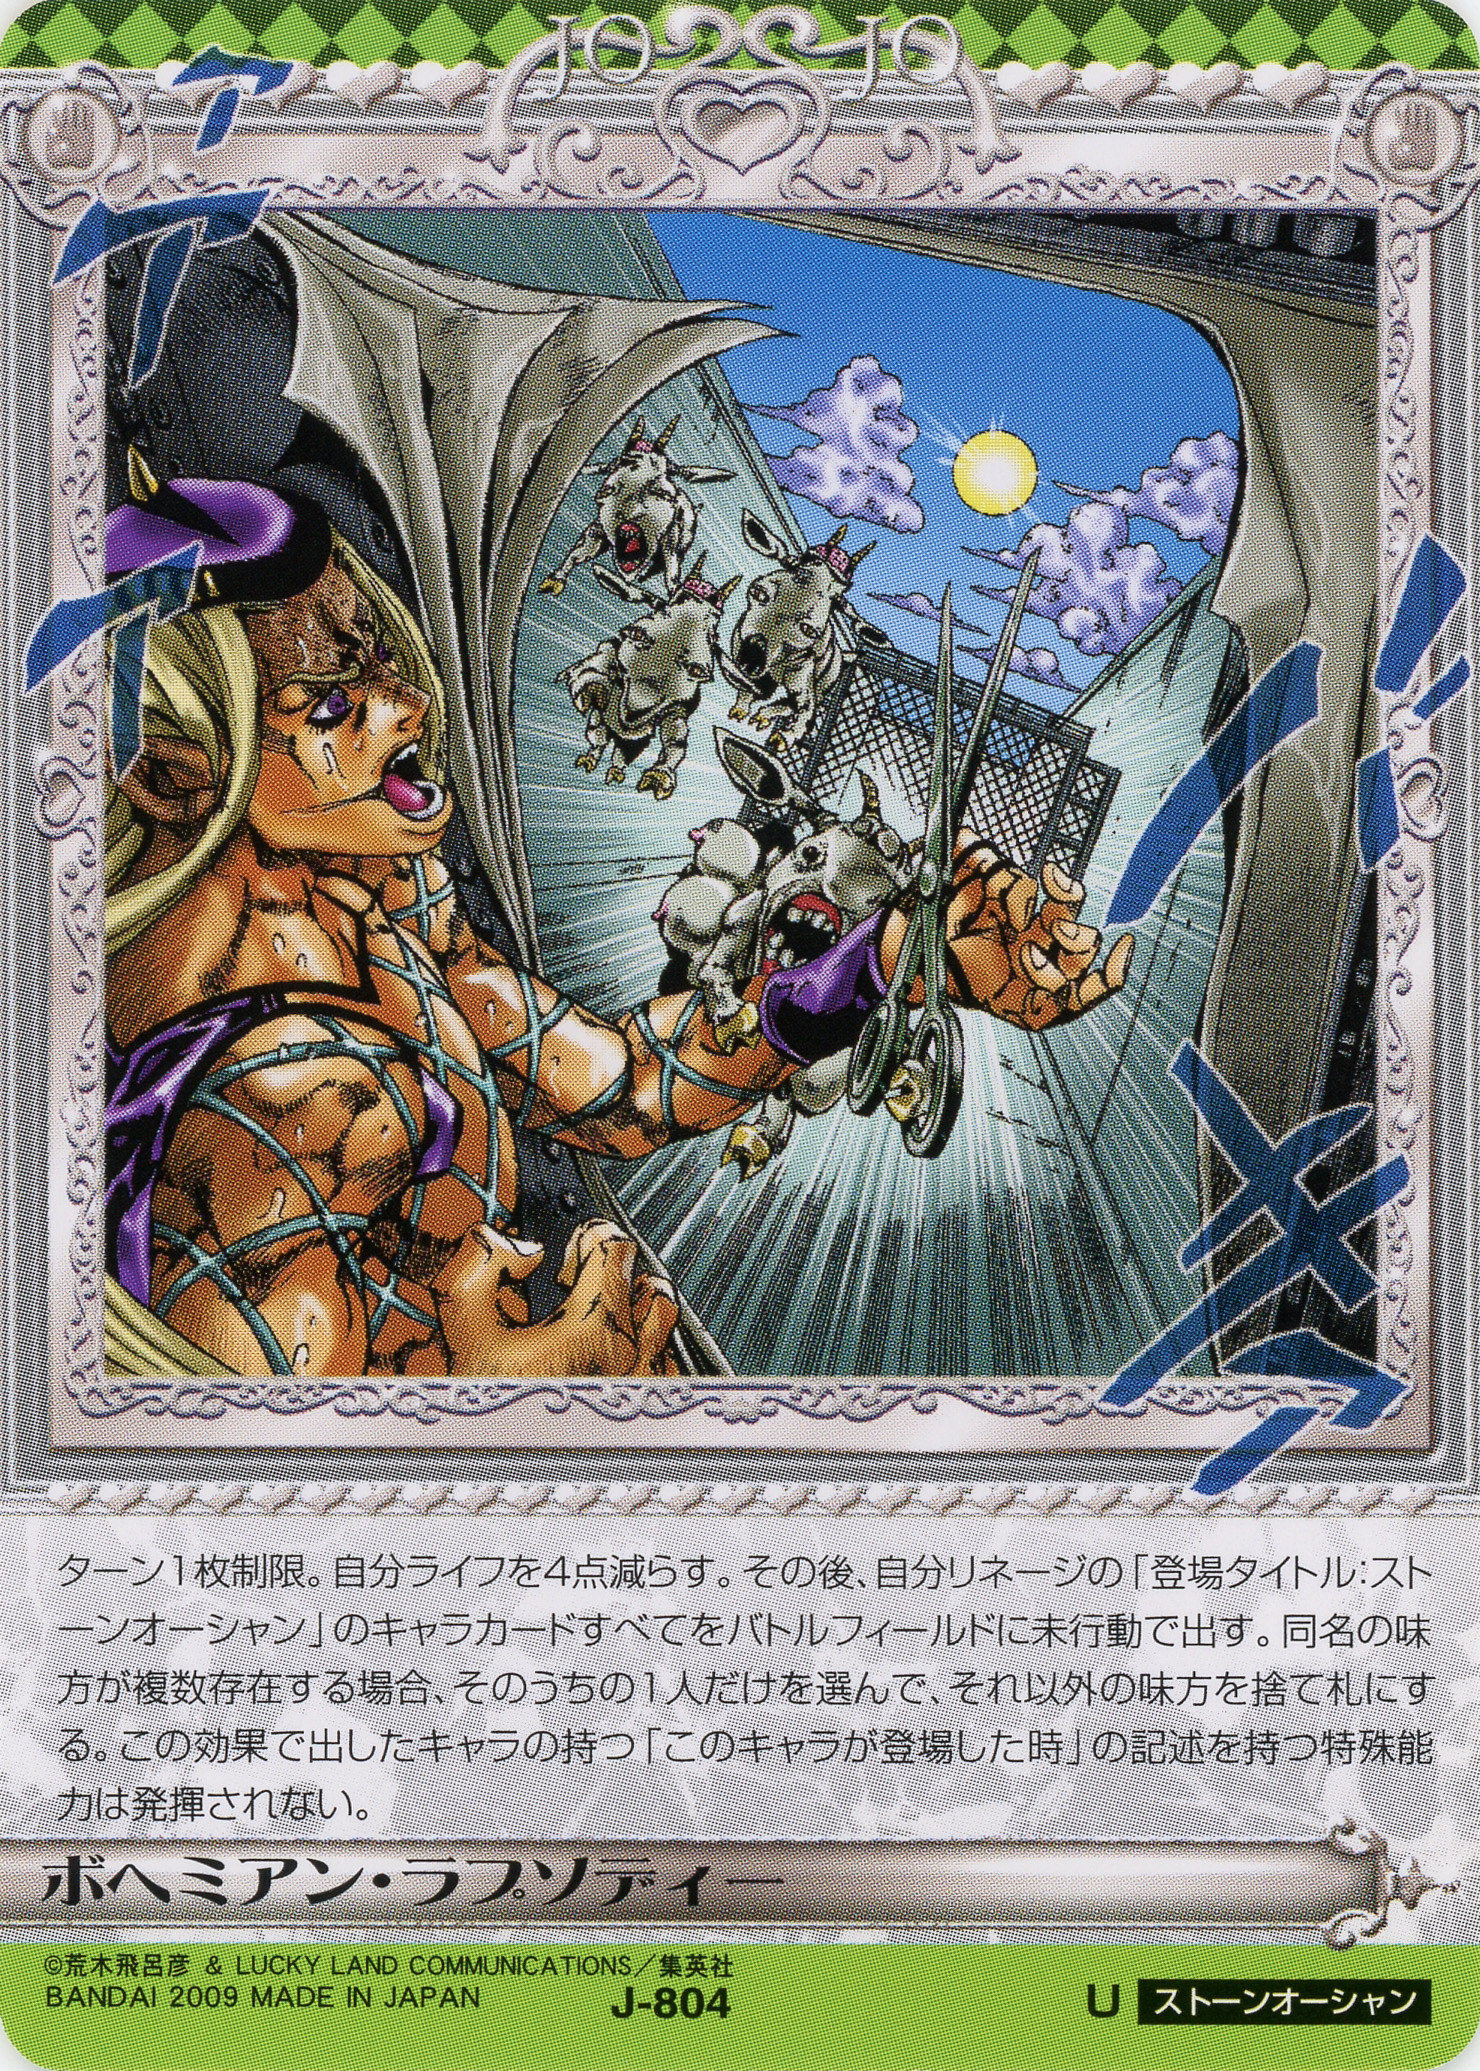 JO JO
アアア
バギャ
ターン1枚制限。自分ライフを4点減らす。その後、自分リネージの「登場タイトル:スト
ーンオーシャン」のキャラカードすべてをバトルフィールドに未行動で出す。同名の味
方が複数存在する場合、そのうちの1人だけを選んで、それ以外の味方を捨て札にす
る。この効果で出したキャラの持つ「このキャラが登場した時」の記述を持つ特殊能
力は発揮されない。
ボヘミアン・ラプソディー
©荒木飛呂彦 & LUCKY LAND COMMUNICATIONS／集英社
BANDAI 2009 MADE IN JAPAN
J-804
U ストーンオーシャン